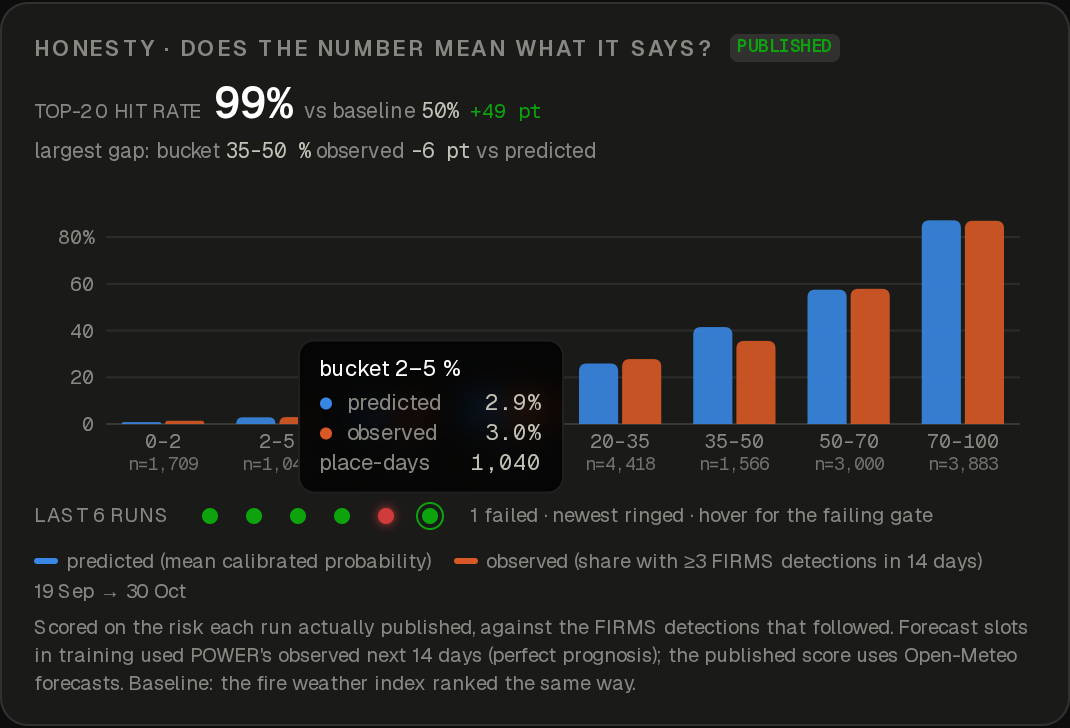 HONESTY · DOES THE NUMBER MEAN WHAT IT SAYS? PUBLISHED
TOP-20 HIT RATE 99% vs baseline 50% +49 pt
largest gap: bucket 35-50 % observed -6 pt vs predicted
80%
60
40
20
0
bucket 2–5 %
predicted 2.9%
observed 3.0%
place-days 1,040
0-2 2-5 20-35 35-50 50-70 70-100
n=1,709 n=1,04 n=4,418 n=1,566 n=3,000 n=3,883
LAST 6 RUNS 1 failed · newest ringed · hover for the failing gate
predicted (mean calibrated probability) observed (share with ≥3 FIRMS detections in 14 days)
19 Sep → 30 Oct
Scored on the risk each run actually published, against the FIRMS detections that followed. Forecast slots
in training used POWER's observed next 14 days (perfect prognosis); the published score uses Open-Meteo
forecasts. Baseline: the fire weather index ranked the same way.